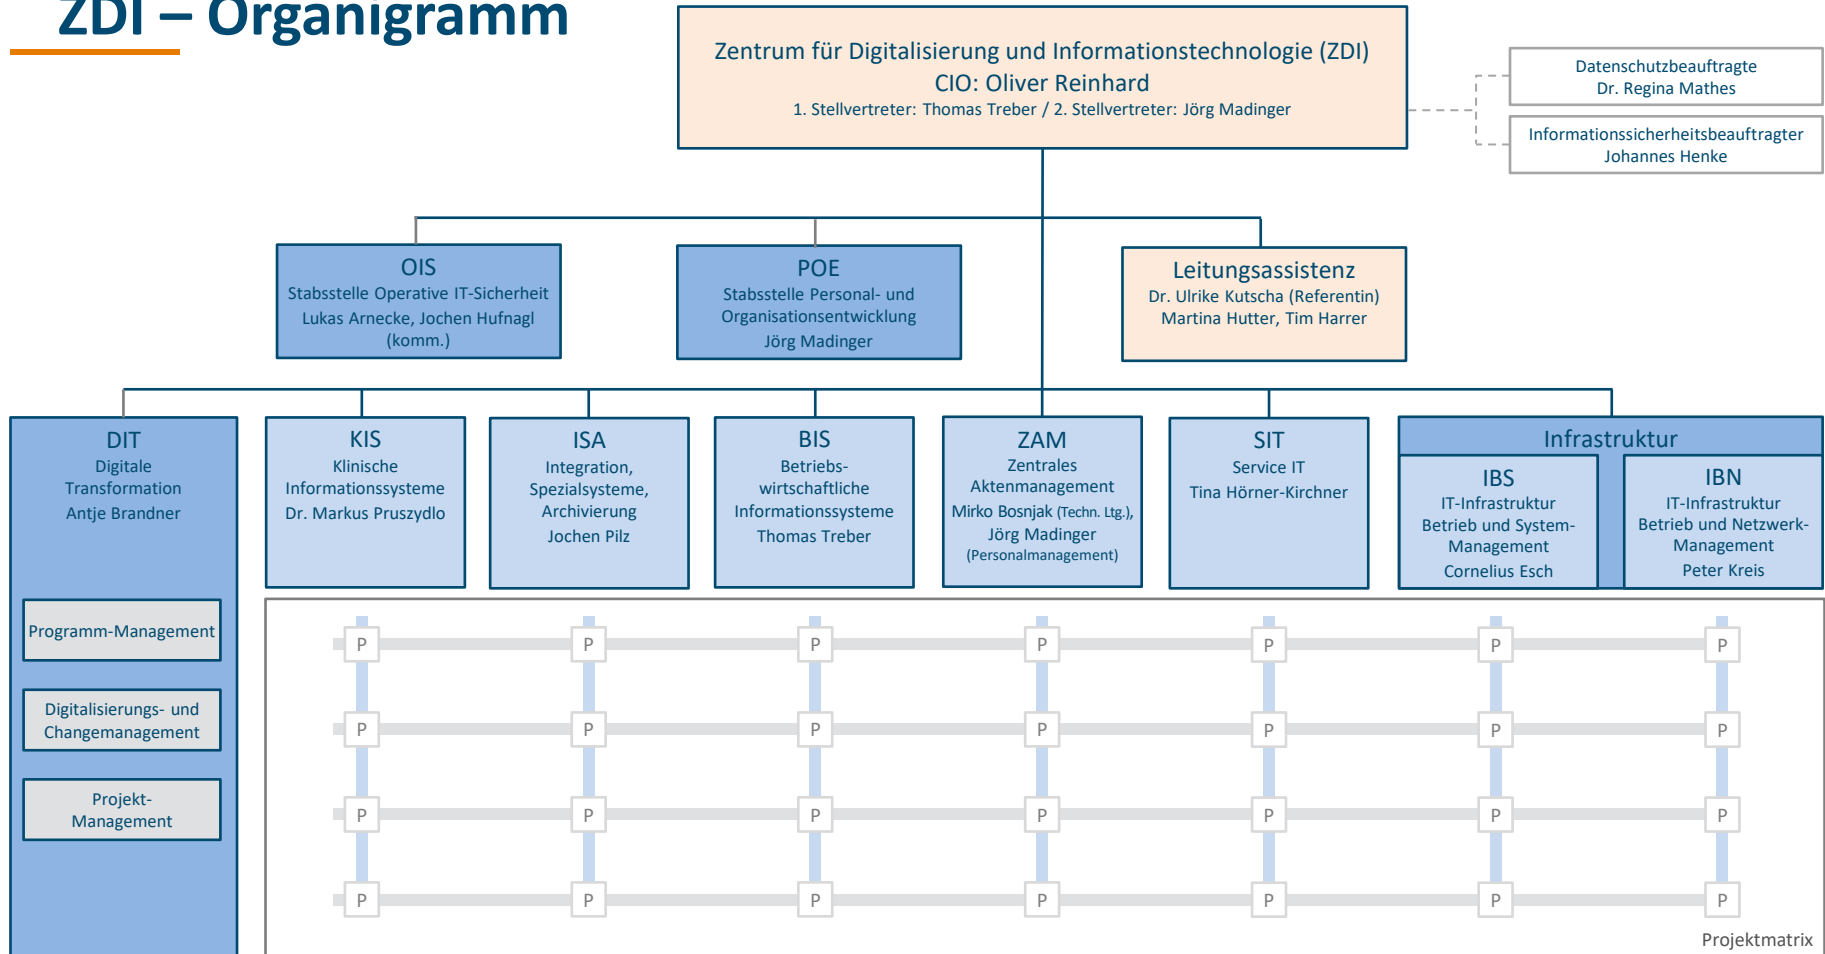 ZDI – Organigramm
Zentrum für Digitalisierung und Informationstechnologie (ZDI)
CIO: Oliver Reinhard
1. Stellvertreter: Thomas Treber / 2. Stellvertreter: Jörg Madinger
Datenschutzbeauftragte
Dr. Regina Mathes
Informationssicherheitsbeauftragter
Johannes Henke
OIS
Stabsstelle Operative IT-Sicherheit
Lukas Arnecke, Jochen Hufnagl
(komm.)
POE
Stabsstelle Personal- und
Organisationsentwicklung
Jörg Madinger
Leitungsassistenz
Dr. Ulrike Kutscha (Referentin)
Martina Hutter, Tim Harrer
DIT
Digitale
Transformation
Antje Brandner
Programm-Management
Digitalisierungs- und
Changemanagement
Projekt-
Management
KIS
Klinische
Informationssysteme
Dr. Markus Pruszydlo
ISA
Integration,
Spezialsysteme,
Archivierung
Jochen Pilz
BIS
Betriebs-
wirtschaftliche
Informationssysteme
Thomas Treber
ZAM
Zentrales
Aktenmanagement
Mirko Bosnjak (Techn. Ltg.),
Jörg Madinger
(Personalmanagement)
SIT
Service IT
Tina Hörner-Kirchner
Infrastruktur
IBS
IT-Infrastruktur
Betrieb und System-
Management
Cornelius Esch
IBN
IT-Infrastruktur
Betrieb und Netzwerk-
Management
Peter Kreis
P P P P P P P
P P P P P P P
P P P P P P P
P P P P P P P
Projektmatrix